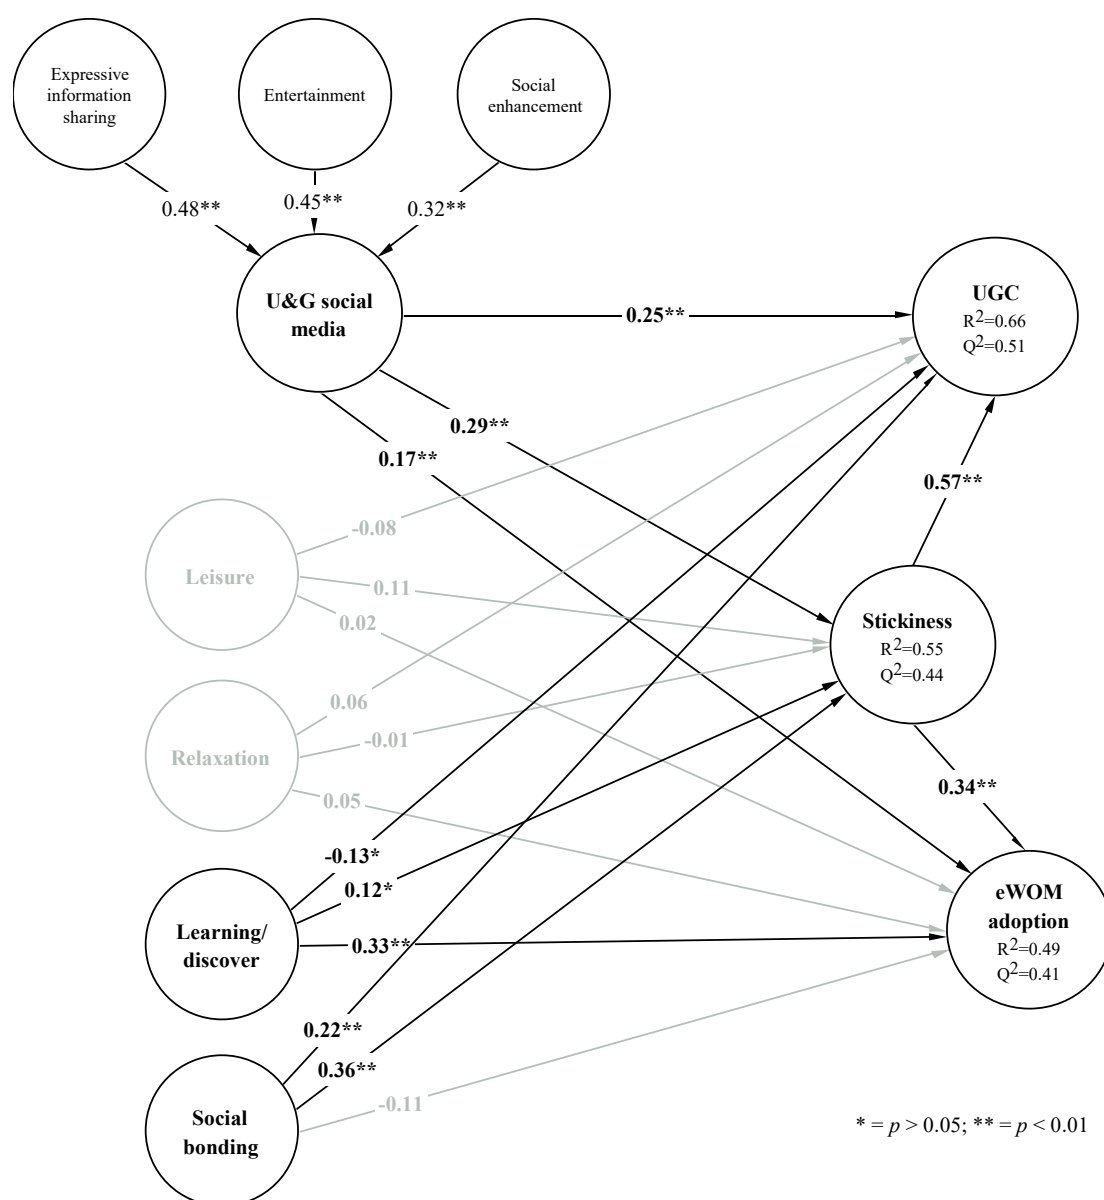 Expressive
information
sharing
Entertainment
Social
enhancement
0.48**
0.45**
0.32**
U&G social
media
0.25**
UGC
R²=0.66
Q²=0.51
0.29**
0.17**
0.57**
Leisure
-0.08
0.11
0.02
Stickiness
R²=0.55
Q²=0.44
Relaxation
0.06
-0.01
0.05
0.34**
Learning/
discover
-0.13*
0.12*
0.33**
eWOM
adoption
R²=0.49
Q²=0.41
Social
bonding
0.22**
0.36**
-0.11
* = p > 0.05; ** = p < 0.01